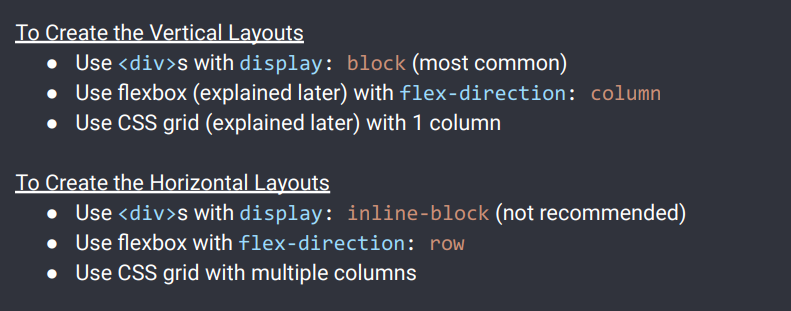 To Create the Vertical Layouts
● Use <div>s with display: block (most common)
● Use flexbox (explained later) with flex-direction: column
● Use CSS grid (explained later) with 1 column
To Create the Horizontal Layouts
● Use <div>s with display: inline-block (not recommended)
● Use flexbox with flex-direction: row
● Use CSS grid with multiple columns